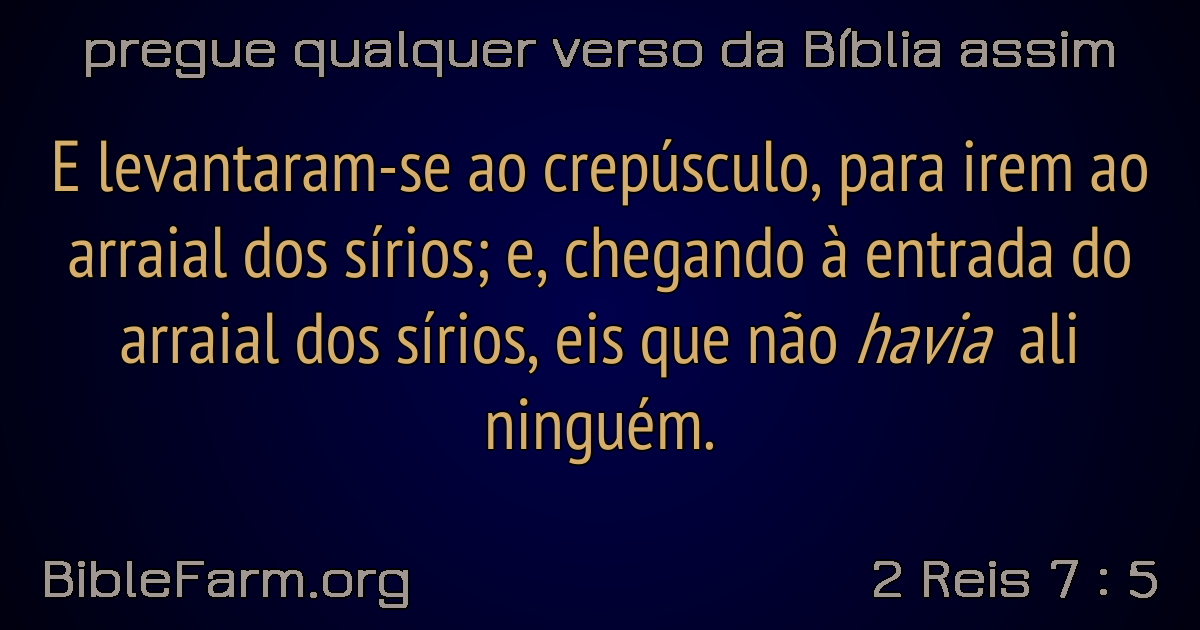 pregue qualquer verso da Bíblia assim
E levantaram-se ao crepúsculo, para irem ao
arraial dos sírios; e, chegando à entrada do
arraial dos sírios, eis que não havia ali
ninguém.
BibleFarm.org
2 Reis 7 : 5